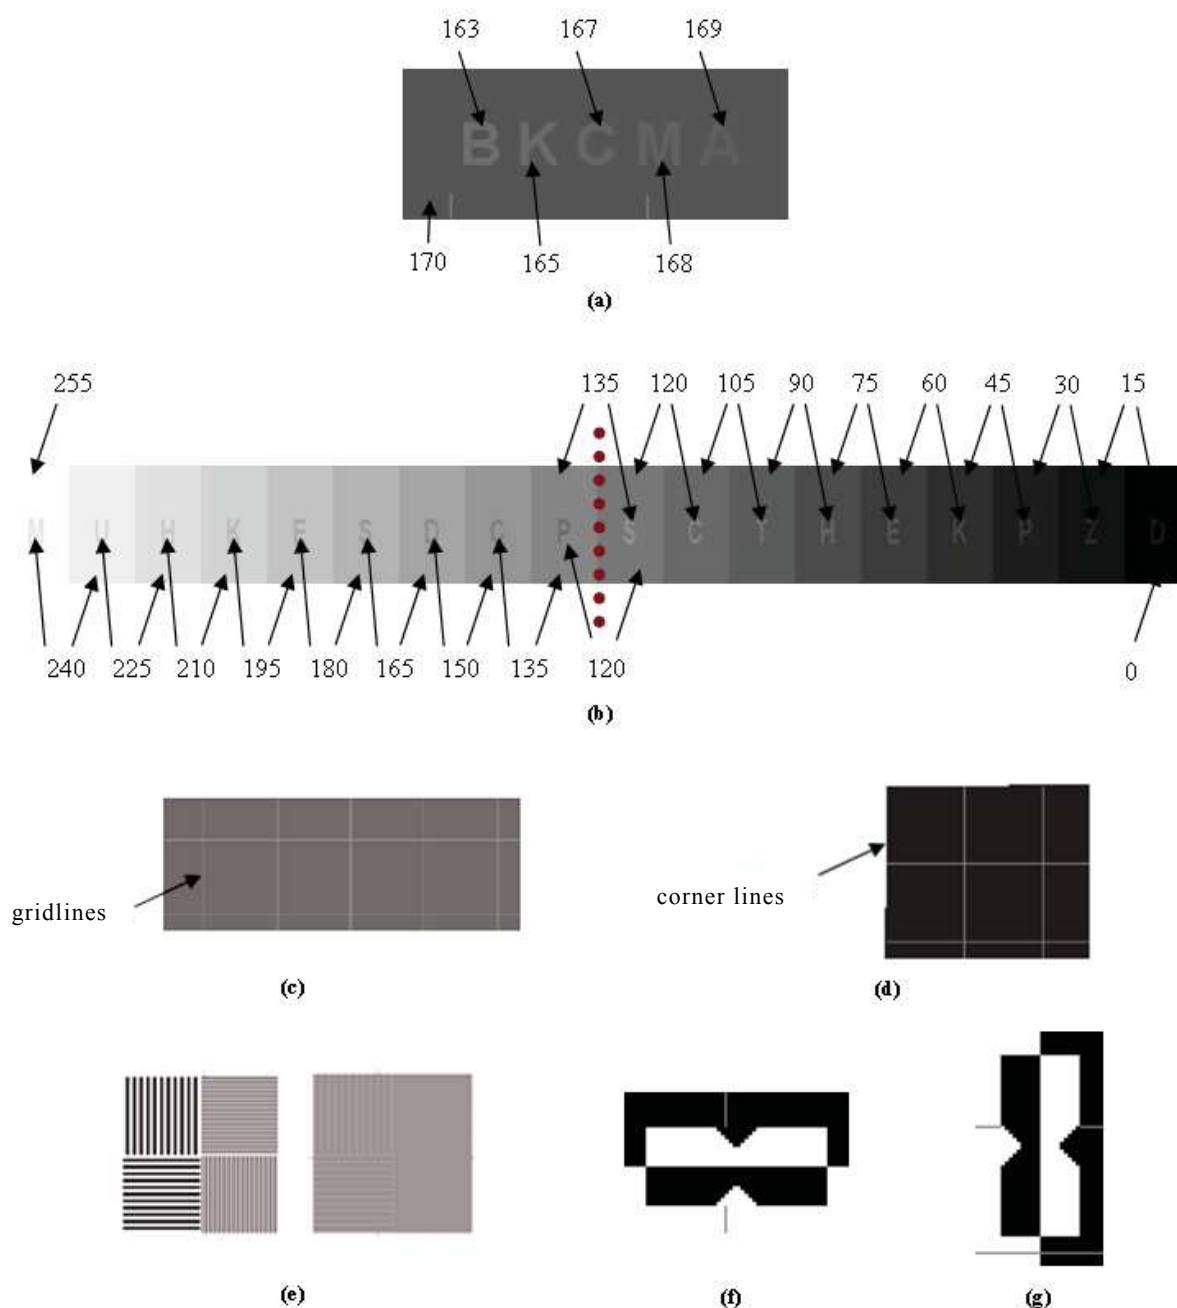 163 167 169
B K C M A
170 165 168
(a)
255 135 120 105 90 75 60 45 30 15
M U H K E S D C P S C T H E K P Z D
240 225 210 195 180 165 150 135 120 0
(b)
gridlines
corner lines
(c) (d)
(e) (f) (g)